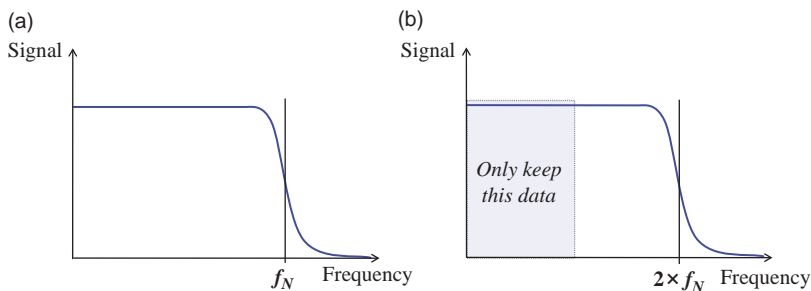 (a)
Signal
f_N
Frequency
(b)
Signal
Only keep
this data
2 × f_N
Frequency